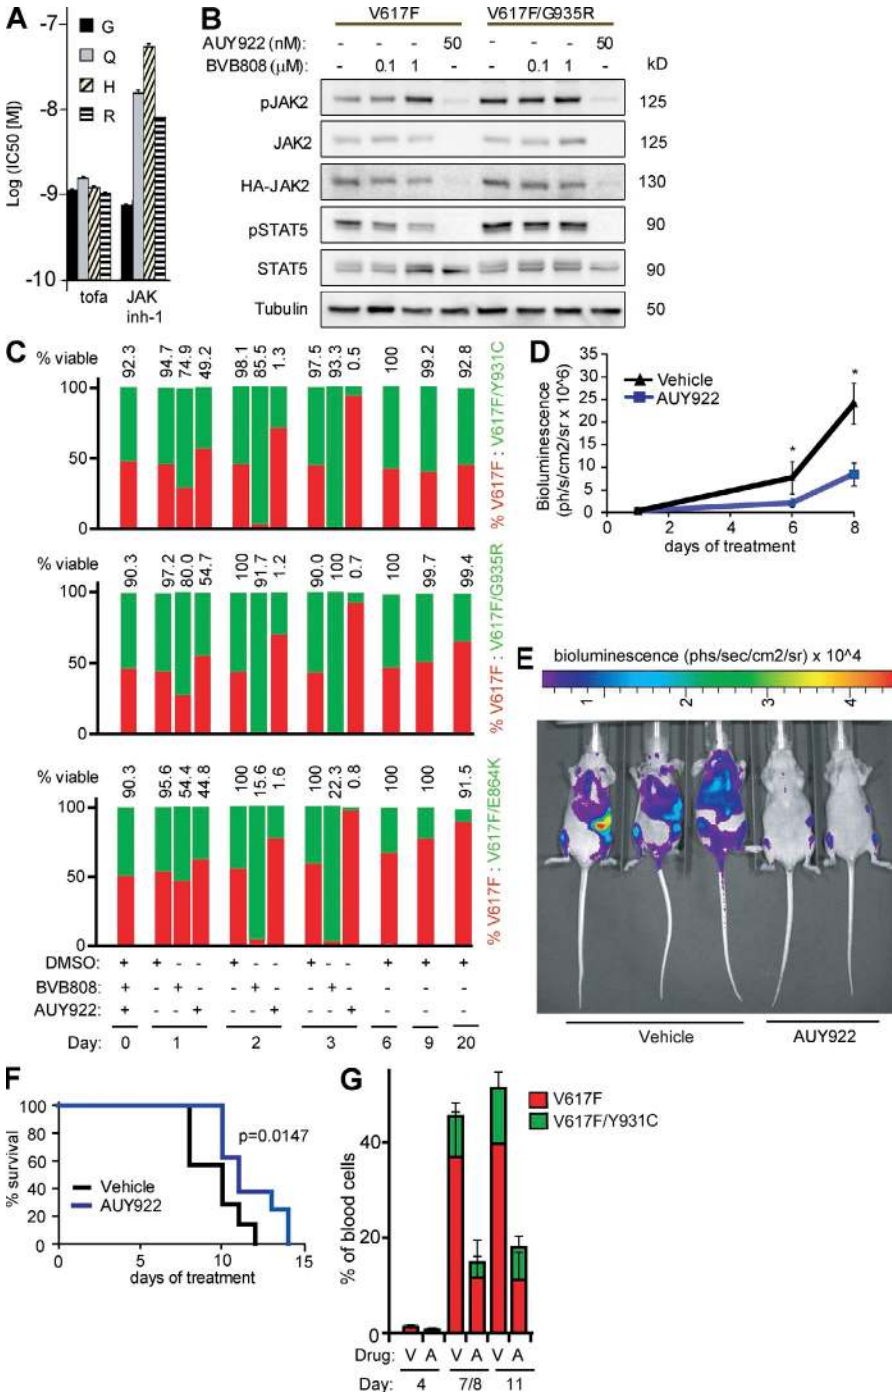 A
-7
-8
-9
-10
Log (IC50 [M])
G
Q
H
R
tofa
JAK
inh-1
B
V617F V617F/G935R
AUY922 (nM): - - - 50 - - - 50
BVB808 (μM): - 0.1 1 - - 0.1 1 - kD
pJAK2 125
JAK2 125
HA-JAK2 130
pSTAT5 90
STAT5 90
Tubulin 50
C
% viable 92.3 94.7 74.9 49.2 98.1 85.5 1.3 97.5 93.3 0.5 100 99.2 92.8
100
50
0
% V617F : V617F/Y931C
% viable 90.3 97.2 80.0 54.7 100 91.7 1.2 90.0 100 0.7 100 99.7 99.4
100
50
0
% V617F : V617F/G935R
% viable 90.3 95.6 54.4 44.8 100 15.6 1.6 100 22.3 0.8 100 100 91.5
100
50
0
% V617F : V617F/E864K
DMSO: + + - - + - - + - - + + +
BVB808: + - + - - + - - + - - - -
AUY922: + - - + - - + - - + - - -
Day: 0 1 2 3 6 9 20
D
35
30
25
20
15
10
5
0
Bioluminescence
(ph/s/cm2/sr x 10^6)
Vehicle
AUY922
*
*
2 4 6 8
days of treatment
E
bioluminescence (phs/sec/cm2/sr) x 10^4
1 2 3 4
Vehicle AUY922
F
100
80
60
40
20
0
% survival
p=0.0147
Vehicle
AUY922
0 5 10 15
days of treatment
G
V617F
V617F/Y931C
40
20
0
% of blood cells
Drug: V A V A V A
Day: 4 7/8 11